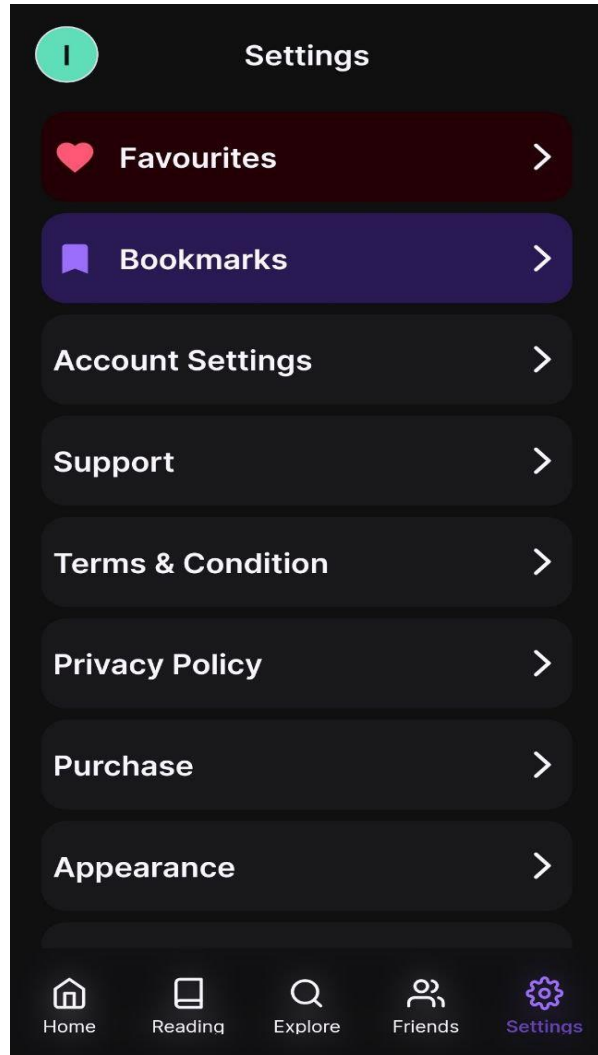 I
Settings
Favourites
Bookmarks
Account Settings
Support
Terms & Condition
Privacy Policy
Purchase
Appearance
Home Reading Explore Friends Settings